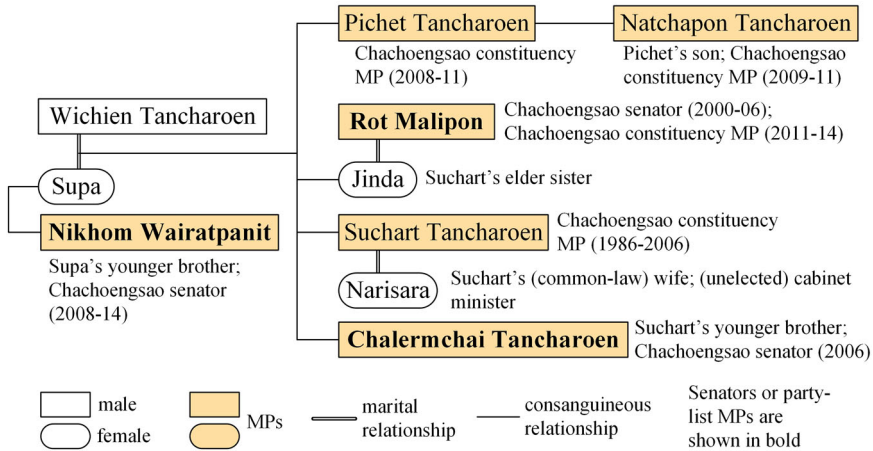 Pichet Tancharoen
Natchapon Tancharoen
Chachoengsao constituency
MP (2008-11)
Pichet's son; Chachoengsao
constituency MP (2009-11)
Wichien Tancharoen
Rot Malipon
Chachoengsao senator (2000-06);
Chachoengsao constituency MP (2011-14)
Supa
Jinda
Suchart's elder sister
Nikhom Wairatpanit
Supa's younger brother;
Chachoengsao senator
(2008-14)
Suchart Tancharoen
Chachoengsao constituency
MP (1986-2006)
Narisara
Suchart's (common-law) wife; (unelected) cabinet
minister
Chalermchai Tancharoen
Suchart's younger brother;
Chachoengsao senator (2006)
male
female
MPs
marital
relationship
consanguineous
relationship
Senators or party-
list MPs are
shown in bold